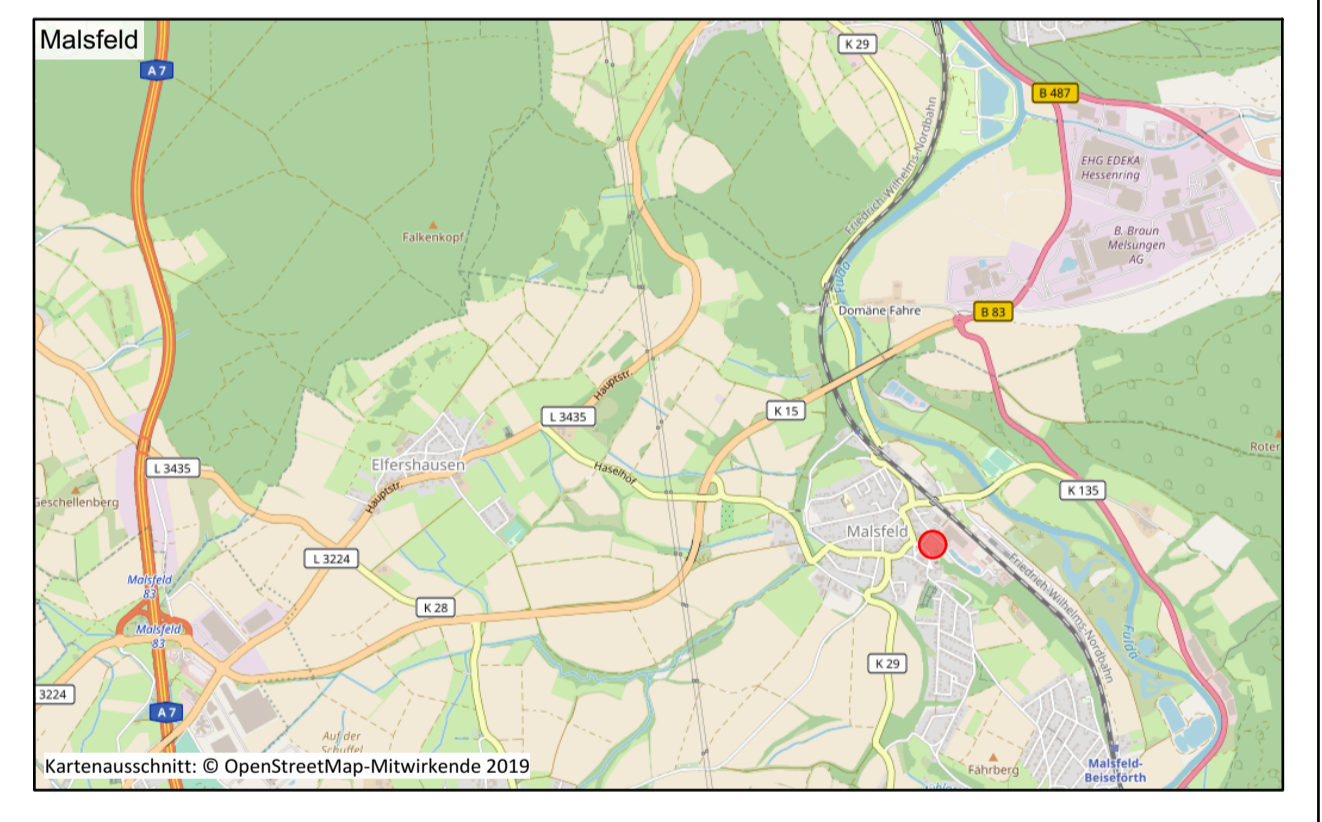 Malsfeld
A 7
K 29
B 487
EHG EDEKA
Hessenring
Friedrich-Wilhelms-Nordbahn
Falkenkopf
B. Braun
Melsungen
AG
Fulda
Domäne Fahre
B 83
Hauptstr.
L 3435
K 15
Elfershausen
Haselhof
L 3435
Roter
Geschellenberg
Hauptstr.
K 135
Malsfeld
L 3224
Friedrich-Wilhelms-Nordbahn
Malsfeld
83
K 28
Malsfeld
83
Fulda
K 29
3224
A 7
Auf der
Schuffel
Fährberg
Malsfeld-
Beiseförth
Kartenausschnitt: © OpenStreetMap-Mitwirkende 2019